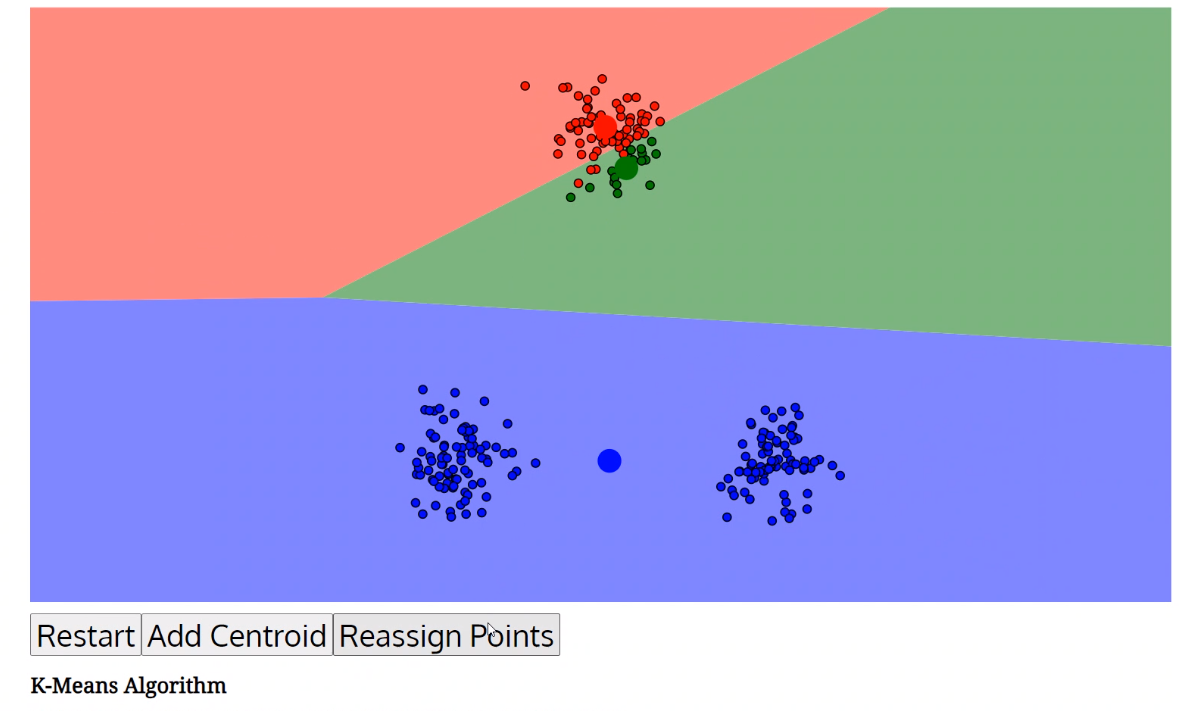 Restart Add Centroid Reassign Points
K-Means Algorithm